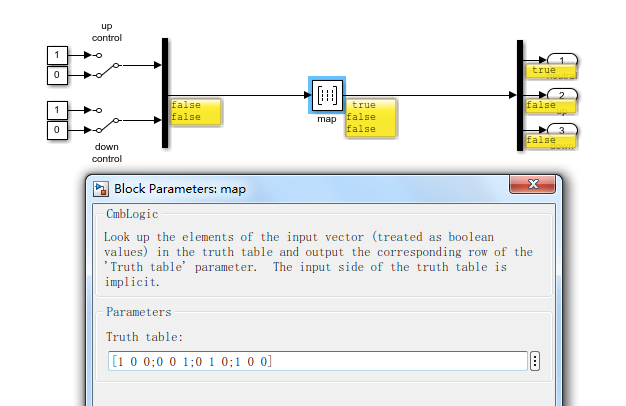 up
control
1
0
1
0
down
control
false
false
map
true
false
false
1
true
2
false
up
3
false
down
Block Parameters: map
CmbLogic
Look up the elements of the input vector (treated as boolean
values) in the truth table and output the corresponding row of the
'Truth table' parameter. The input side of the truth table is
implicit.
Parameters
Truth table:
[1 0 0;0 0 1;0 1 0;1 0 0]